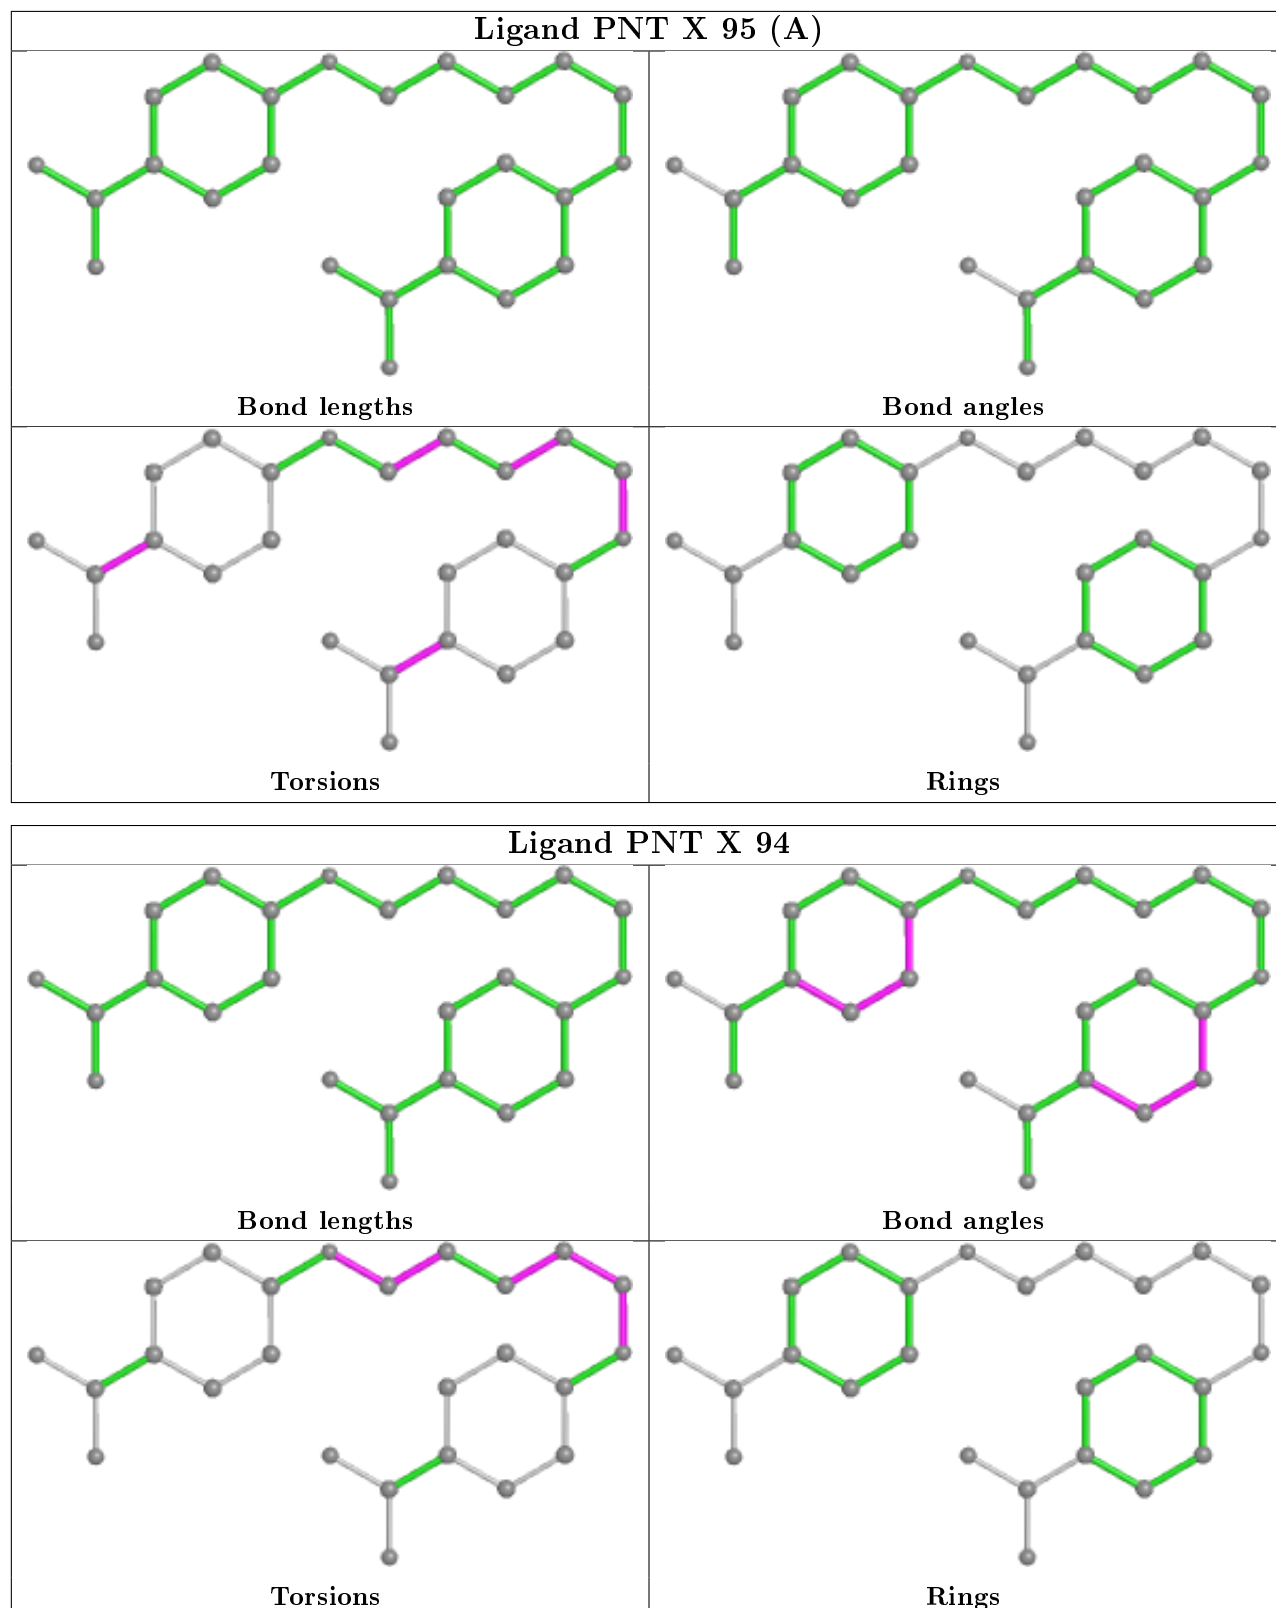 Ligand PNT X 95 (A)
Bond lengths
Bond angles
Torsions
Rings
Ligand PNT X 94
Bond lengths
Bond angles
Torsions
Rings